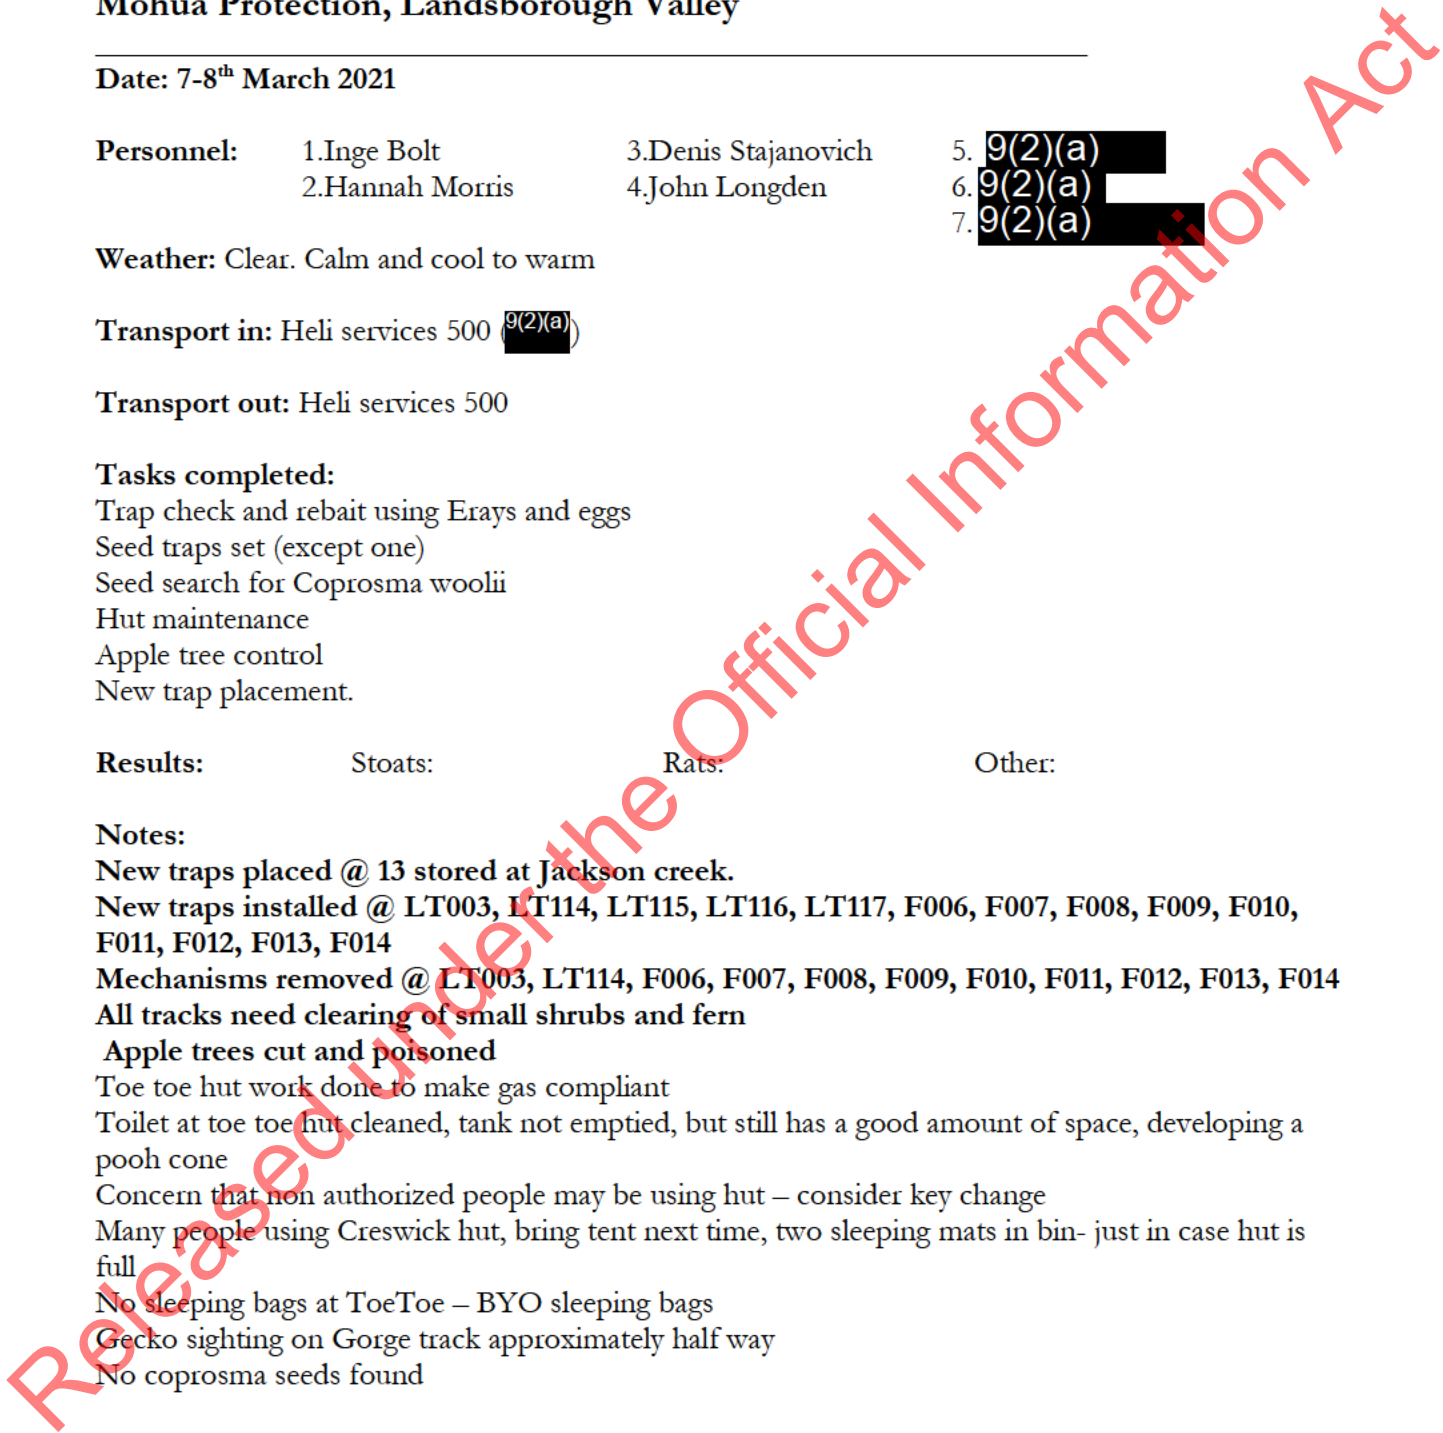 Mohua Protection, Landsborough Valley
Date: 7-8th March 2021
Personnel: 1.Inge Bolt 3.Denis Stajanovich 5. 9(2)(a)
2.Hannah Morris 4.John Longden 6. 9(2)(a)
7. 9(2)(a)
Weather: Clear. Calm and cool to warm
Transport in: Heli services 500 (9(2)(a))
Transport out: Heli services 500
Tasks completed:
Trap check and rebait using Erays and eggs
Seed traps set (except one)
Seed search for Coprosma woolii
Hut maintenance
Apple tree control
New trap placement.
Results: Stoats: Rats: Other:
Notes:
New traps placed @ 13 stored at Jackson creek.
New traps installed @ LT003, LT114, LT115, LT116, LT117, F006, F007, F008, F009, F010,
F011, F012, F013, F014
Mechanisms removed @ LT003, LT114, F006, F007, F008, F009, F010, F011, F012, F013, F014
All tracks need clearing of small shrubs and fern
Apple trees cut and poisoned
Toe toe hut work done to make gas compliant
Toilet at toe toe hut cleaned, tank not emptied, but still has a good amount of space, developing a
pooh cone
Concern that non authorized people may be using hut – consider key change
Many people using Creswick hut, bring tent next time, two sleeping mats in bin- just in case hut is
full
No sleeping bags at ToeToe – BYO sleeping bags
Gecko sighting on Gorge track approximately half way
No coprosma seeds found
Released under the Official Information Act